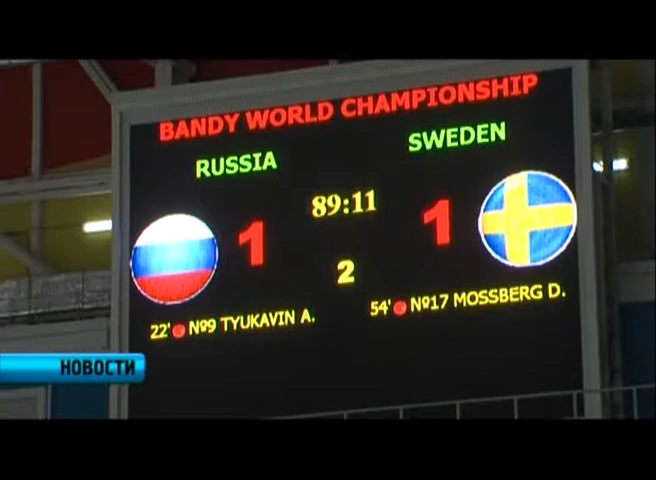 BANDY WORLD CHAMPIONSHIP
RUSSIA
SWEDEN
89:11
1
1
2
22' №9 TYUKAVIN A.
54' №17 MOSSBERG D.
НОВОСТИ